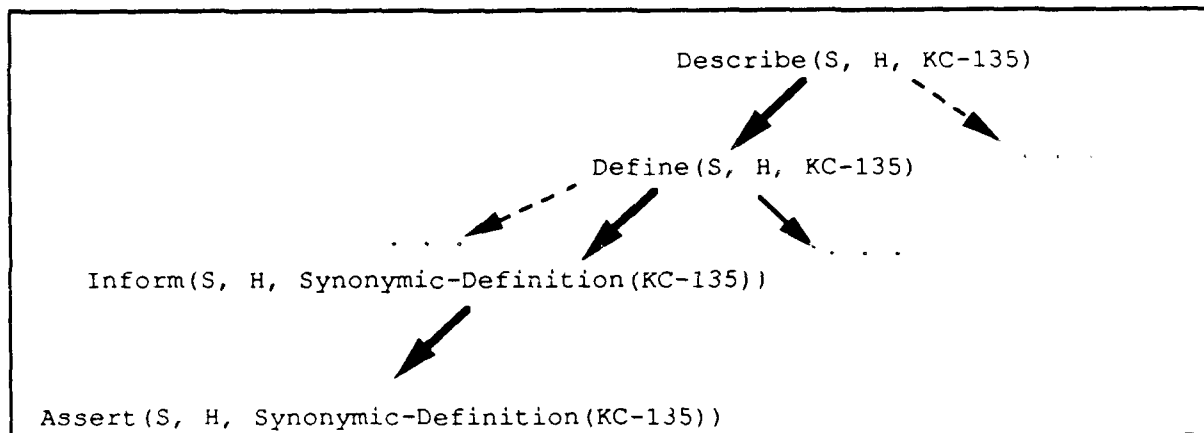 Describe(S, H, KC-135)
. . . .
Define(S, H, KC-135)
. . . 
. . . .
Inform(S, H, Synonymic-Definition(KC-135))
Assert(S, H, Synonymic-Definition(KC-135))